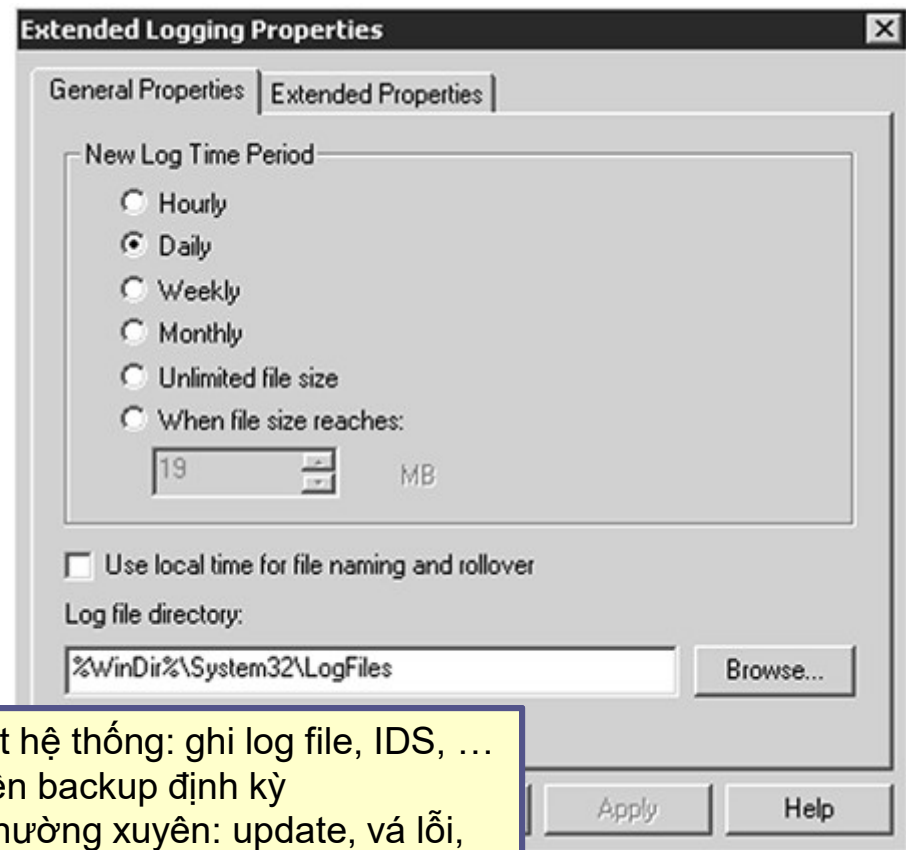 Extended Logging Properties
General Properties
Extended Properties
New Log Time Period
Hourly
Daily
Weekly
Monthly
Unlimited file size
When file size reaches:
19 MB
Use local time for file naming and rollover
Log file directory:
%WinDir%\System32\LogFiles
Browse...
hệ thống: ghi log file, IDS, …
backup định kỳ
xuyên: update, vá lỗi,
Apply
Help